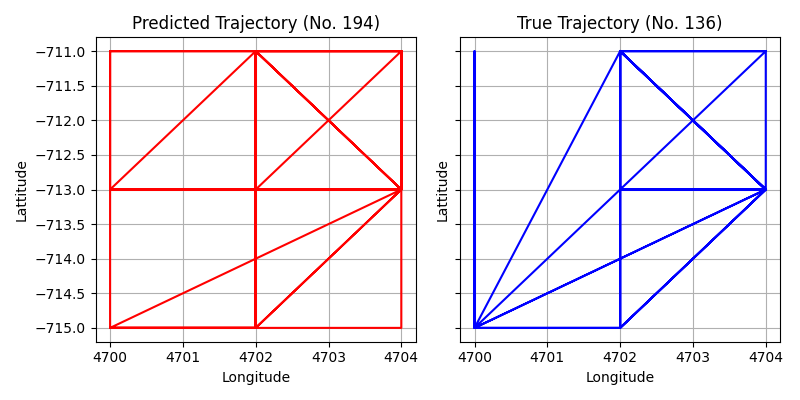 Predicted Trajectory (No. 194)
True Trajectory (No. 136)
−711.0
−711.5
−712.0
−712.5
−713.0
−713.5
−714.0
−714.5
−715.0
Lattitude
Lattitude
4700 4701 4702 4703 4704
4700 4701 4702 4703 4704
Longitude
Longitude